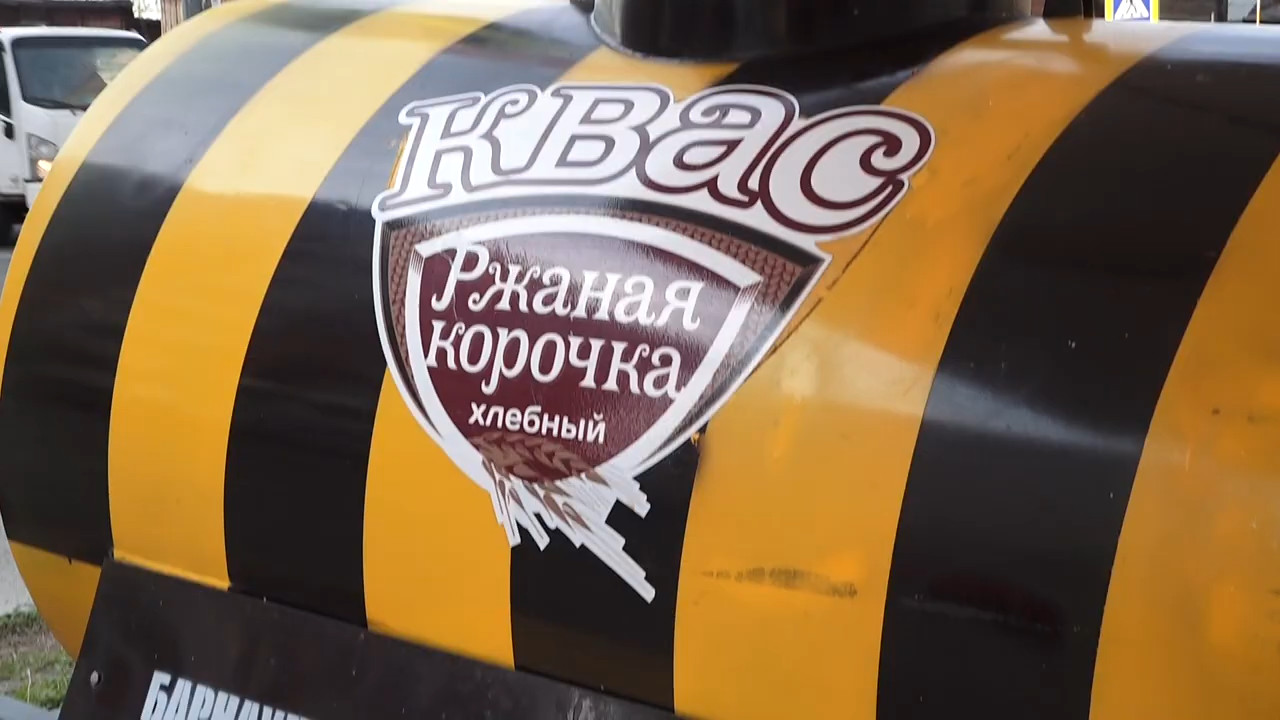 квас
Ржаная
корочка
хлебный